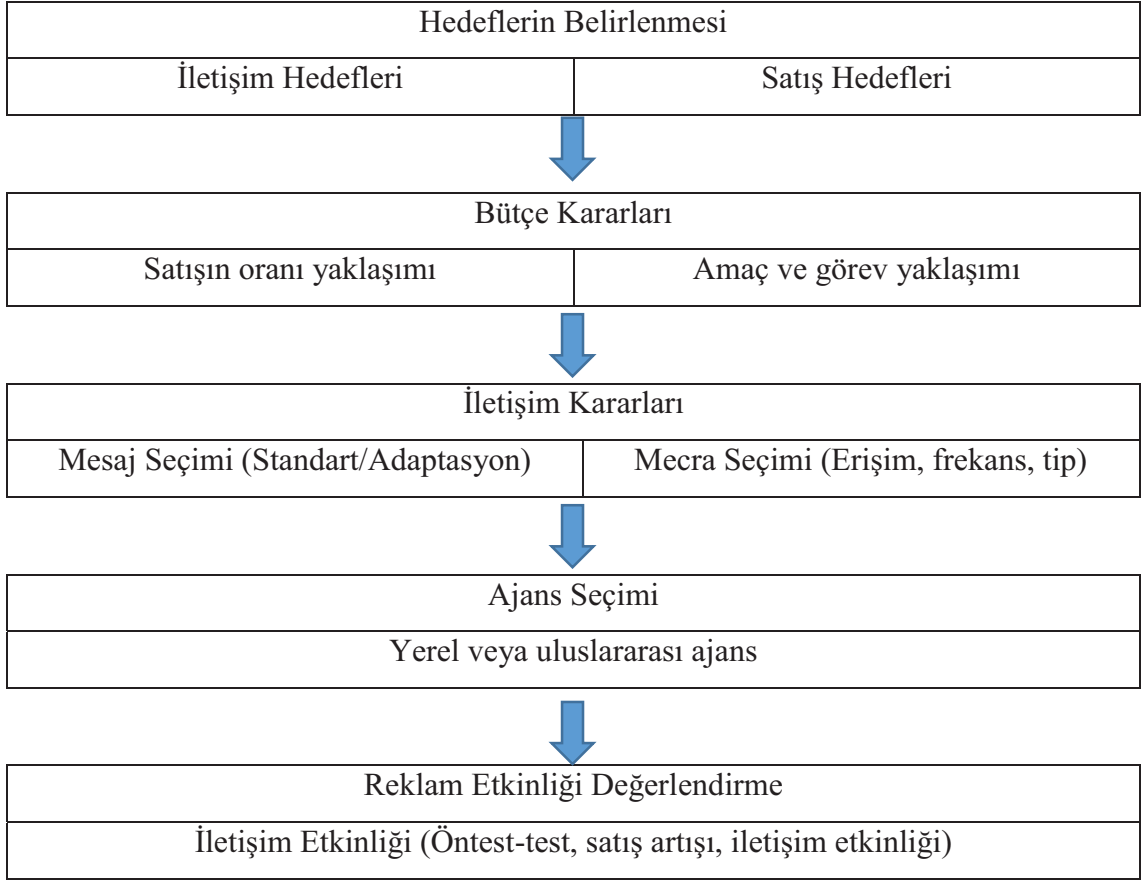 Hedeflerin Belirlenmesi
İletişim Hedefleri
Satış Hedefleri
Bütçe Kararları
Satışın oranı yaklaşımı
Amaç ve görev yaklaşımı
İletişim Kararları
Mesaj Seçimi (Standart/Adaptasyon)
Mecra Seçimi (Erişim, frekans, tip)
Ajans Seçimi
Yerel veya uluslararası ajans
Reklam Etkinliği Değerlendirme
İletişim Etkinliği (Öntest-test, satış artışı, iletişim etkinliği)